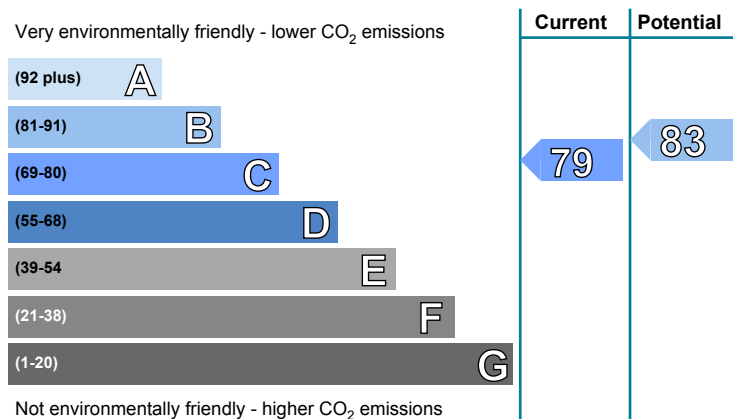 Very environmentally friendly - lower CO2 emissions
Current
Potential
(92 plus) A
(81-91) B
(69-80) C
(55-68) D
(39-54 E
(21-38) F
(1-20) G
79
83
Not environmentally friendly - higher CO2 emissions